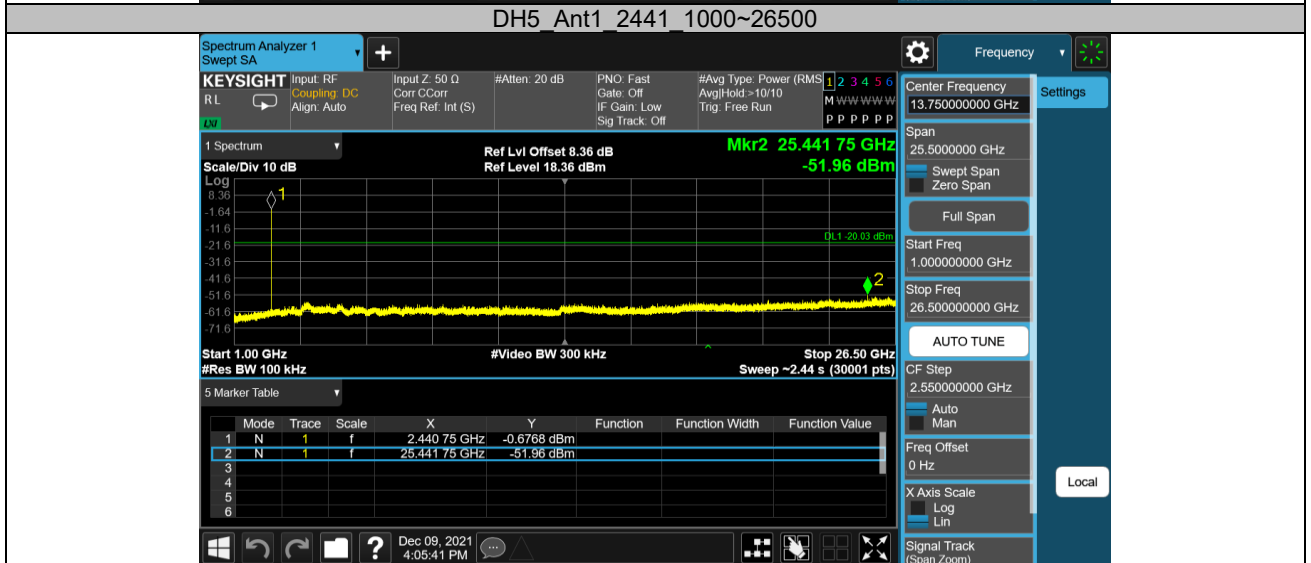 DH5_Ant1_2441_1000~26500
Spectrum Analyzer 1
Swept SA
Frequency
KEYSIGHT
RL
LXI
Input: RF
Coupling: DC
Align: Auto
Input Z: 50 Ω
Corr CCorr
Freq Ref: Int (S)
#Atten: 20 dB
PNO: Fast
Gate: Off
IF Gain: Low
Sig Track: Off
#Avg Type: Power (RMS
Avg|Hold:>10/10
Trig: Free Run
1 2 3 4 5 6
M W W W W W
P P P P P P
1 Spectrum
Scale/Div 10 dB
Ref Lvl Offset 8.36 dB
Ref Level 18.36 dBm
Mkr2 25.441 75 GHz
-51.96 dBm
Log
8.36
-1.64
-11.6
-21.6
-31.6
-41.6
-51.6
-61.6
-71.6
1
DL1 -20.03 dBm
2
Start 1.00 GHz
#Res BW 100 kHz
#Video BW 300 kHz
Stop 26.50 GHz
Sweep ~2.44 s (30001 pts)
5 Marker Table
Mode Trace Scale X Y Function Function Width Function Value
1 N 1 f 2.440 75 GHz -0.6768 dBm
2 N 1 f 25.441 75 GHz -51.96 dBm
3
4
5
6
Dec 09, 2021
4:05:41 PM
Center Frequency
13.750000000 GHz
Settings
Span
25.5000000 GHz
Swept Span
Zero Span
Full Span
Start Freq
1.000000000 GHz
Stop Freq
26.500000000 GHz
AUTO TUNE
CF Step
2.550000000 GHz
Auto
Man
Freq Offset
0 Hz
X Axis Scale
Log
Lin
Local
Signal Track
(Span Zoom)